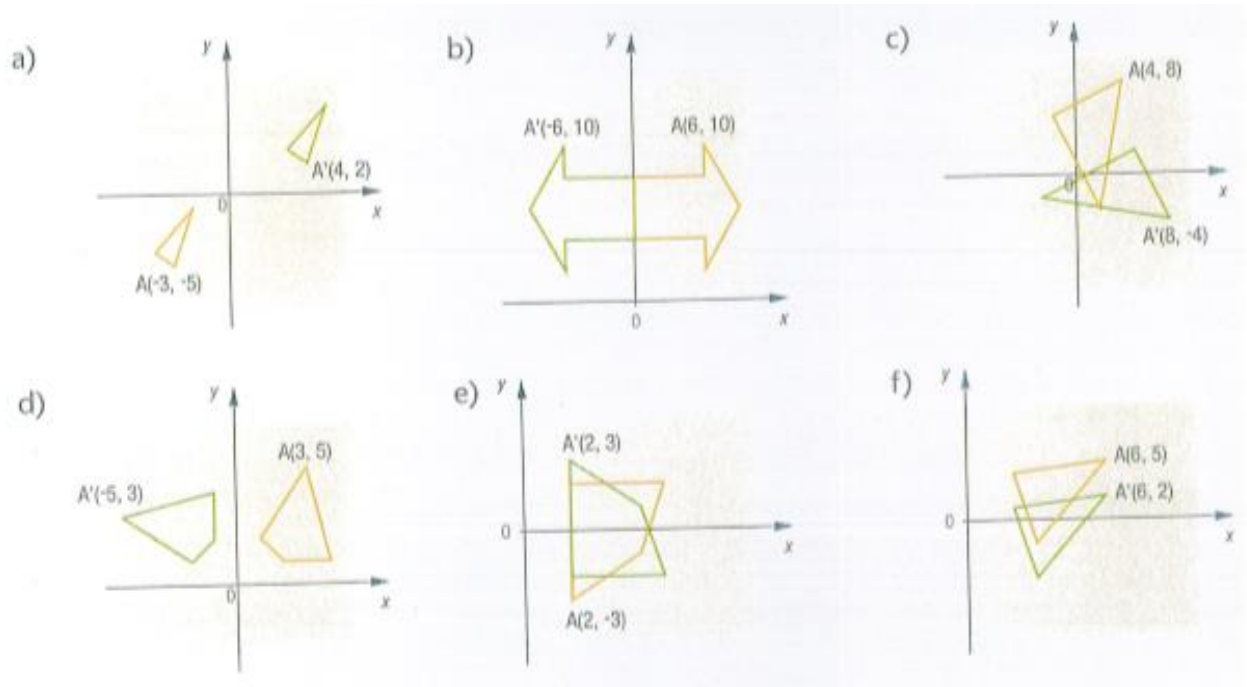 a)
y
A'(4, 2)
0
x
A(-3, -5)
b)
y
A'(-6, 10)
A(6, 10)
0
x
c)
y
A(4, 8)
0
x
A'(8, -4)
d)
y
A(3, 5)
A'(-5, 3)
0
x
e)
y
A'(2, 3)
0
x
A(2, -3)
f)
y
A(6, 5)
A'(6, 2)
0
x